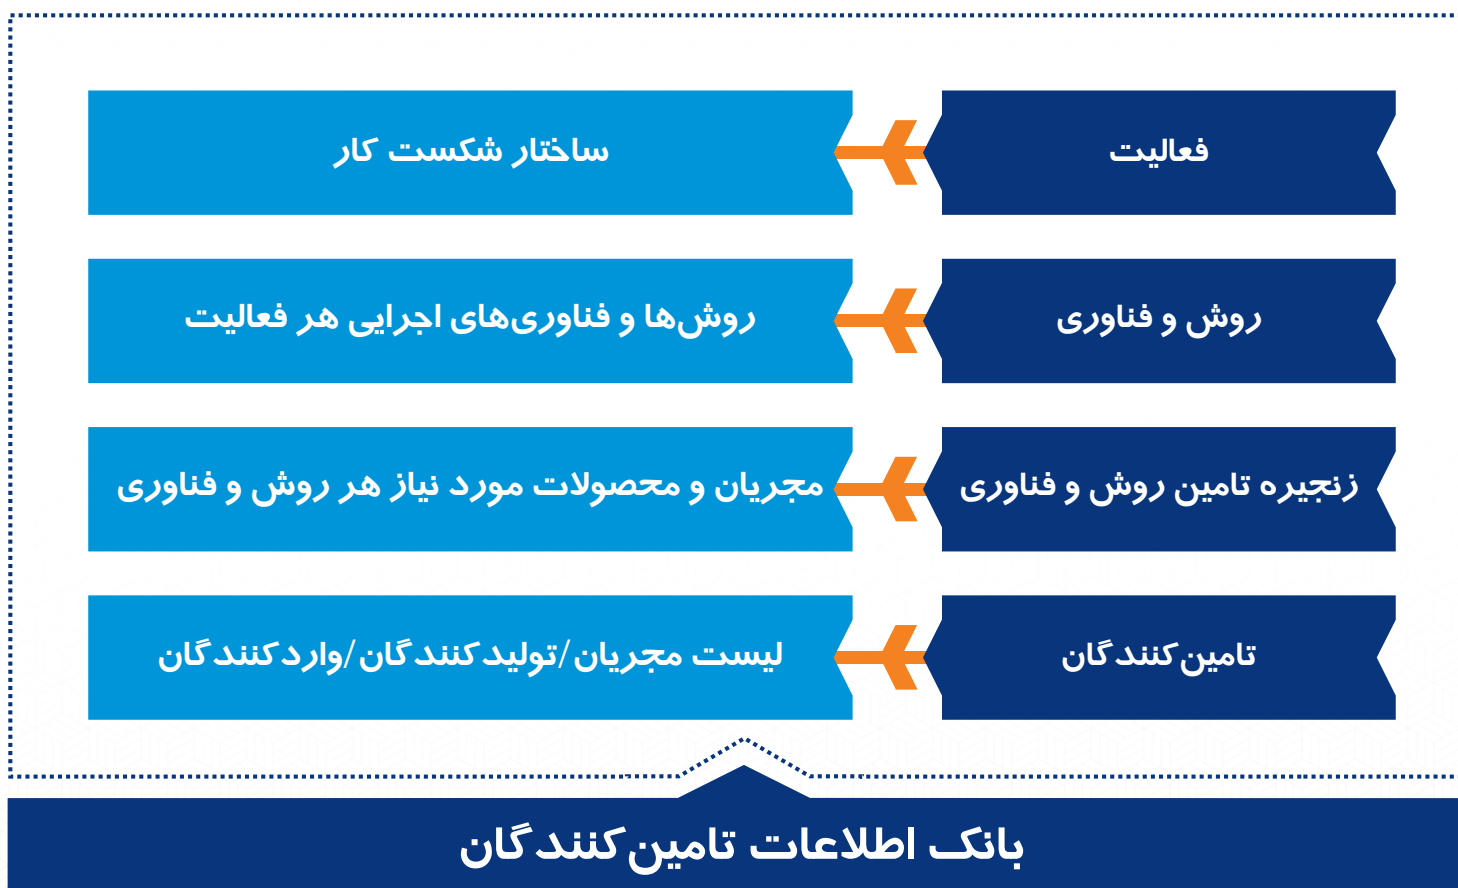 فعالیت
ساختار شکست کار
روش و فناوری
روش‌ها و فناوری‌های اجرایی هر فعالیت
زنجیره تامین روش و فناوری
مجریان و محصولات مورد نیاز هر روش و فناوری
تامین‌کنندگان
لیست مجریان/تولیدکنندگان/واردکنندگان
بانک اطلاعات تامین‌کنندگان